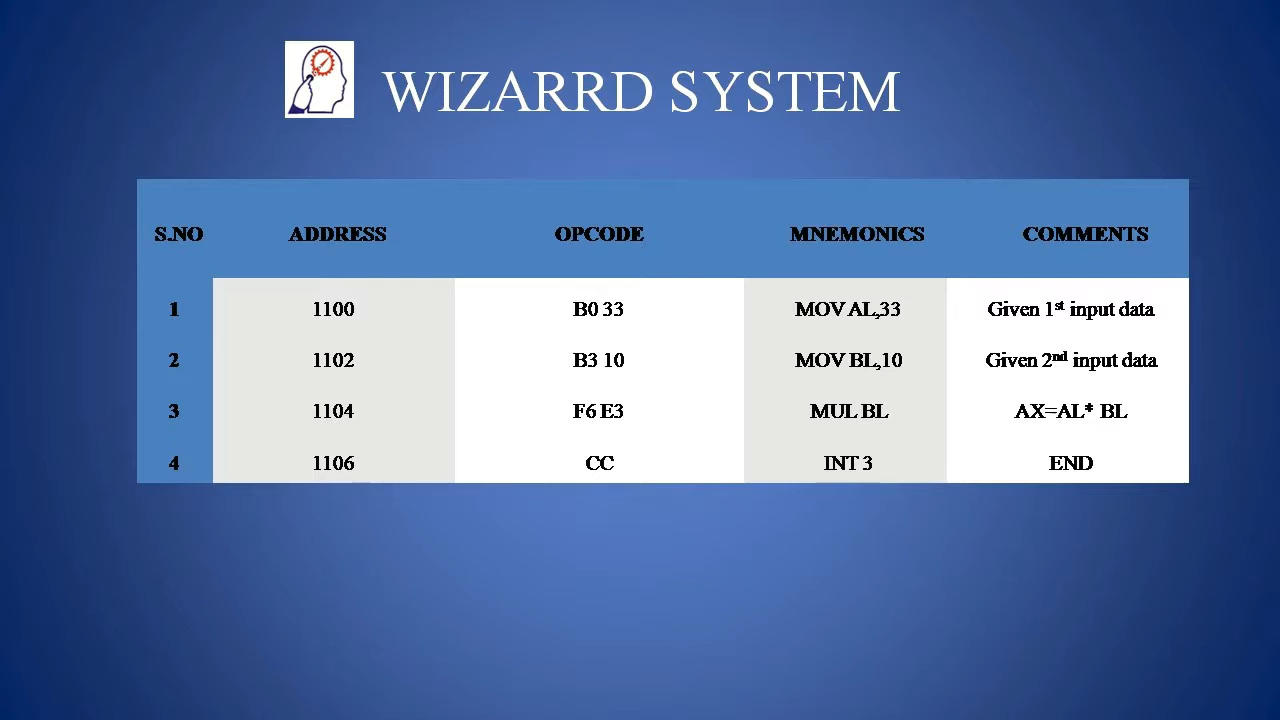 WIZARRD SYSTEM
S.NO ADDRESS OPCODE MNEMONICS COMMENTS
1 1100 B0 33 MOV AL,33 Given 1st input data
2 1102 B3 10 MOV BL,10 Given 2nd input data
3 1104 F6 E3 MUL BL AX=AL* BL
4 1106 CC INT 3 END